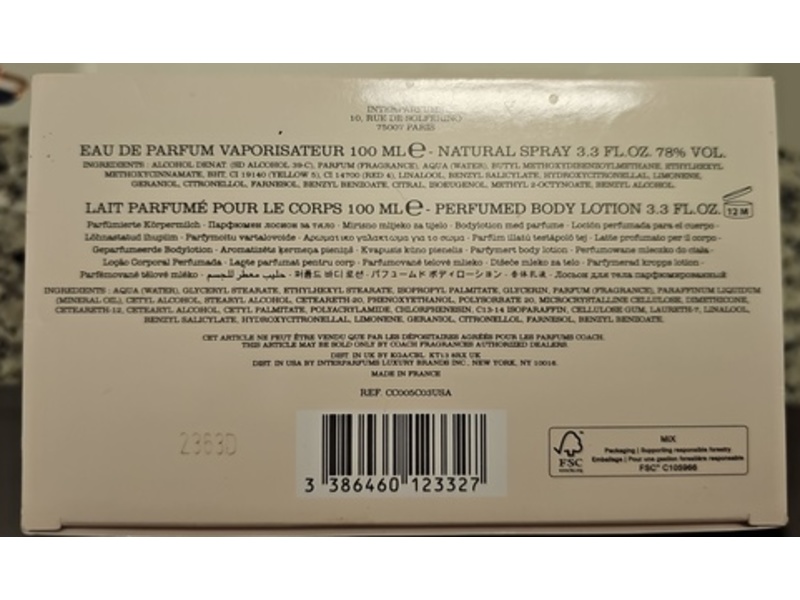 INTERPARFUMS
10, RUE DE SOLFERINO
75007 PARIS
EAU DE PARFUM VAPORISATEUR 100 ML℮ - NATURAL SPRAY 3.3 FL.OZ. 78% VOL.
INGREDIENTS : ALCOHOL DENAT. (SD ALCOHOL 39-C), PARFUM (FRAGRANCE), AQUA (WATER), BUTYL METHOXYDIBENZOYLMETHANE, ETHYLHEXYL
METHOXYCINNAMATE, BHT, CI 19140 (YELLOW 5), CI 14700 (RED 4), LINALOOL, BENZYL SALICYLATE, HYDROXYCITRONELLAL, LIMONENE,
GERANIOL, CITRONELLOL, FARNESOL, BENZYL BENZOATE, CITRAL, ISOEUGENOL, METHYL 2-OCTYNOATE, BENZYL ALCOHOL
LAIT PARFUMÉ POUR LE CORPS 100 ML℮ - PERFUMED BODY LOTION 3.3 FL.OZ. 12 M
Parfümierte Körpermilch - Парфюмен лосион за тяло - Mirisno mlijeko za tijelo - Bodylotion med parfume - Loción perfumada para el cuerpo -
Lõhnastatud ihupiim - Parfymoitu vartalovoide - Αρωματικό γαλάκτωμα για το σώμα - Parfüm illatú testápoló tej - Latte profumato per il corpo -
Geparfumeerde Bodylotion - Aromatizēts ķermeņa pieniņš - Kvapusis kūno pienelis - Parfymert body lotion - Perfumowane mleczko do ciała -
Loção Corporal Perfumada - Lapte parfumat pentru corp - Parfumované telové mlieko - Dišeče mleko za telo - Parfymerad kropps lotion -
Parfémované tělové mléko - حليب معطر للجسم - 퍼퓸드 바디 로션 - パフュームド ボディローション - 香体乳液 - Лосьон для тела парфюмированный
INGREDIENTS : AQUA (WATER), GLYCERYL STEARATE, ETHYLHEXYL STEARATE, ISOPROPYL PALMITATE, GLYCERIN, PARFUM (FRAGRANCE), PARAFFINUM LIQUIDUM
(MINERAL OIL), CETYL ALCOHOL, STEARYL ALCOHOL, CETEARETH-20, PHENOXYETHANOL, POLYSORBATE 20, MICROCRYSTALLINE CELLULOSE, DIMETHICONE,
CETEARETH-12, CETEARYL ALCOHOL, CETYL PALMITATE, POLYACRYLAMIDE, CHLORPHENESIN, C13-14 ISOPARAFFIN, CELLULOSE GUM, LAURETH-7, LINALOOL,
BENZYL SALICYLATE, HYDROXYCITRONELLAL, LIMONENE, GERANIOL, CITRONELLOL, FARNESOL, BENZYL BENZOATE.
CET ARTICLE NE PEUT ÊTRE VENDU QUE PAR LES DÉPOSITAIRES AGRÉÉS POUR LES PARFUMS COACH.
THIS ARTICLE MAY BE SOLD ONLY BY COACH FRAGRANCES AUTHORIZED DEALERS.
DIST IN UK BY KGA/CBL KT13 8RX UK
DIST IN USA BY INTERPARFUMS LUXURY BRANDS INC., NEW YORK, NY 10016.
MADE IN FRANCE
REF. CC005C03USA
2363D
3 386460 123327
FSC
MIX
Packaging | Supporting responsible forestry
Emballage | Pour une gestion forestière responsable
FSC® C105966